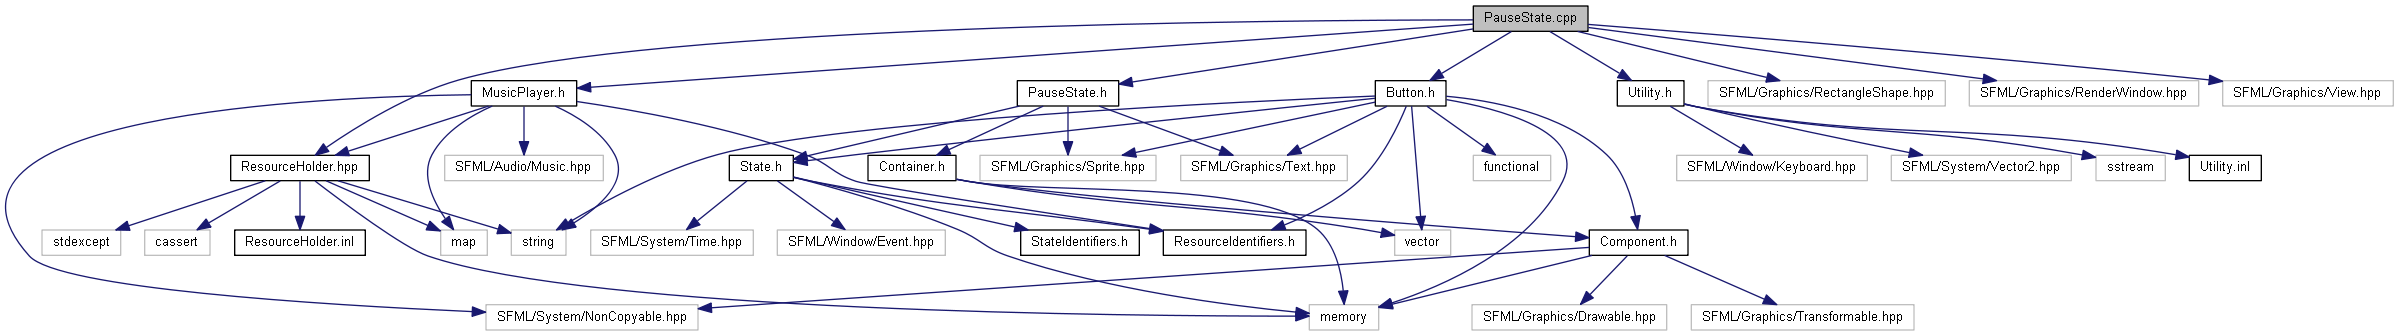 PauseState.cpp
MusicPlayer.h
PauseState.h
Button.h
Utility.h
SFML/Graphics/RectangleShape.hpp
SFML/Graphics/RenderWindow.hpp
SFML/Graphics/View.hpp
ResourceHolder.hpp
SFML/Audio/Music.hpp
State.h
Container.h
SFML/Graphics/Sprite.hpp
SFML/Graphics/Text.hpp
functional
SFML/Window/Keyboard.hpp
SFML/System/Vector2.hpp
sstream
Utility.inl
stdexcept
cassert
ResourceHolder.inl
map
string
SFML/System/Time.hpp
SFML/Window/Event.hpp
StateIdentifiers.h
ResourceIdentifiers.h
vector
Component.h
SFML/System/NonCopyable.hpp
memory
SFML/Graphics/Drawable.hpp
SFML/Graphics/Transformable.hpp